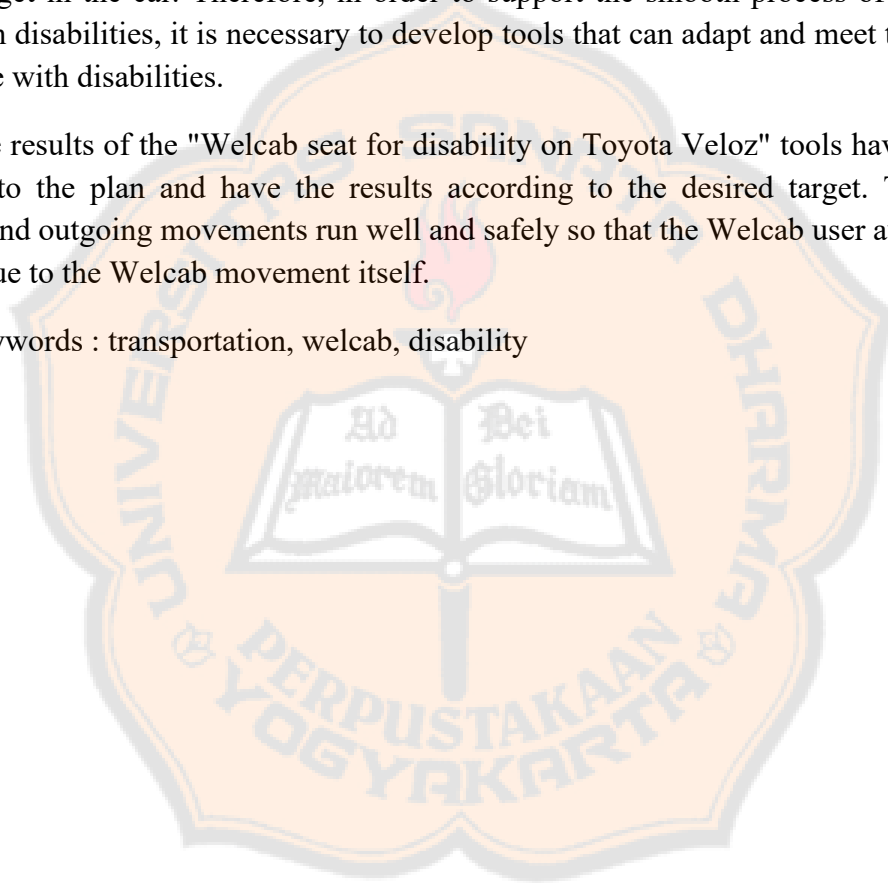 get in the car. Therefore, in order to support the smooth process of
disabilities, it is necessary to develop tools that can adapt and meet
with disabilities.
results of the "Welcab seat for disability on Toyota Veloz" tools
to the plan and have the results according to the desired target.
outgoing movements run well and safely so that the Welcab user
to the Welcab movement itself.
: transportation, welcab, disability
UNIVERSITAS SANATA DHARMA
Ad Dei
Maiorem Gloriam
PERPUSTAKAAN
YOGYAKARTA